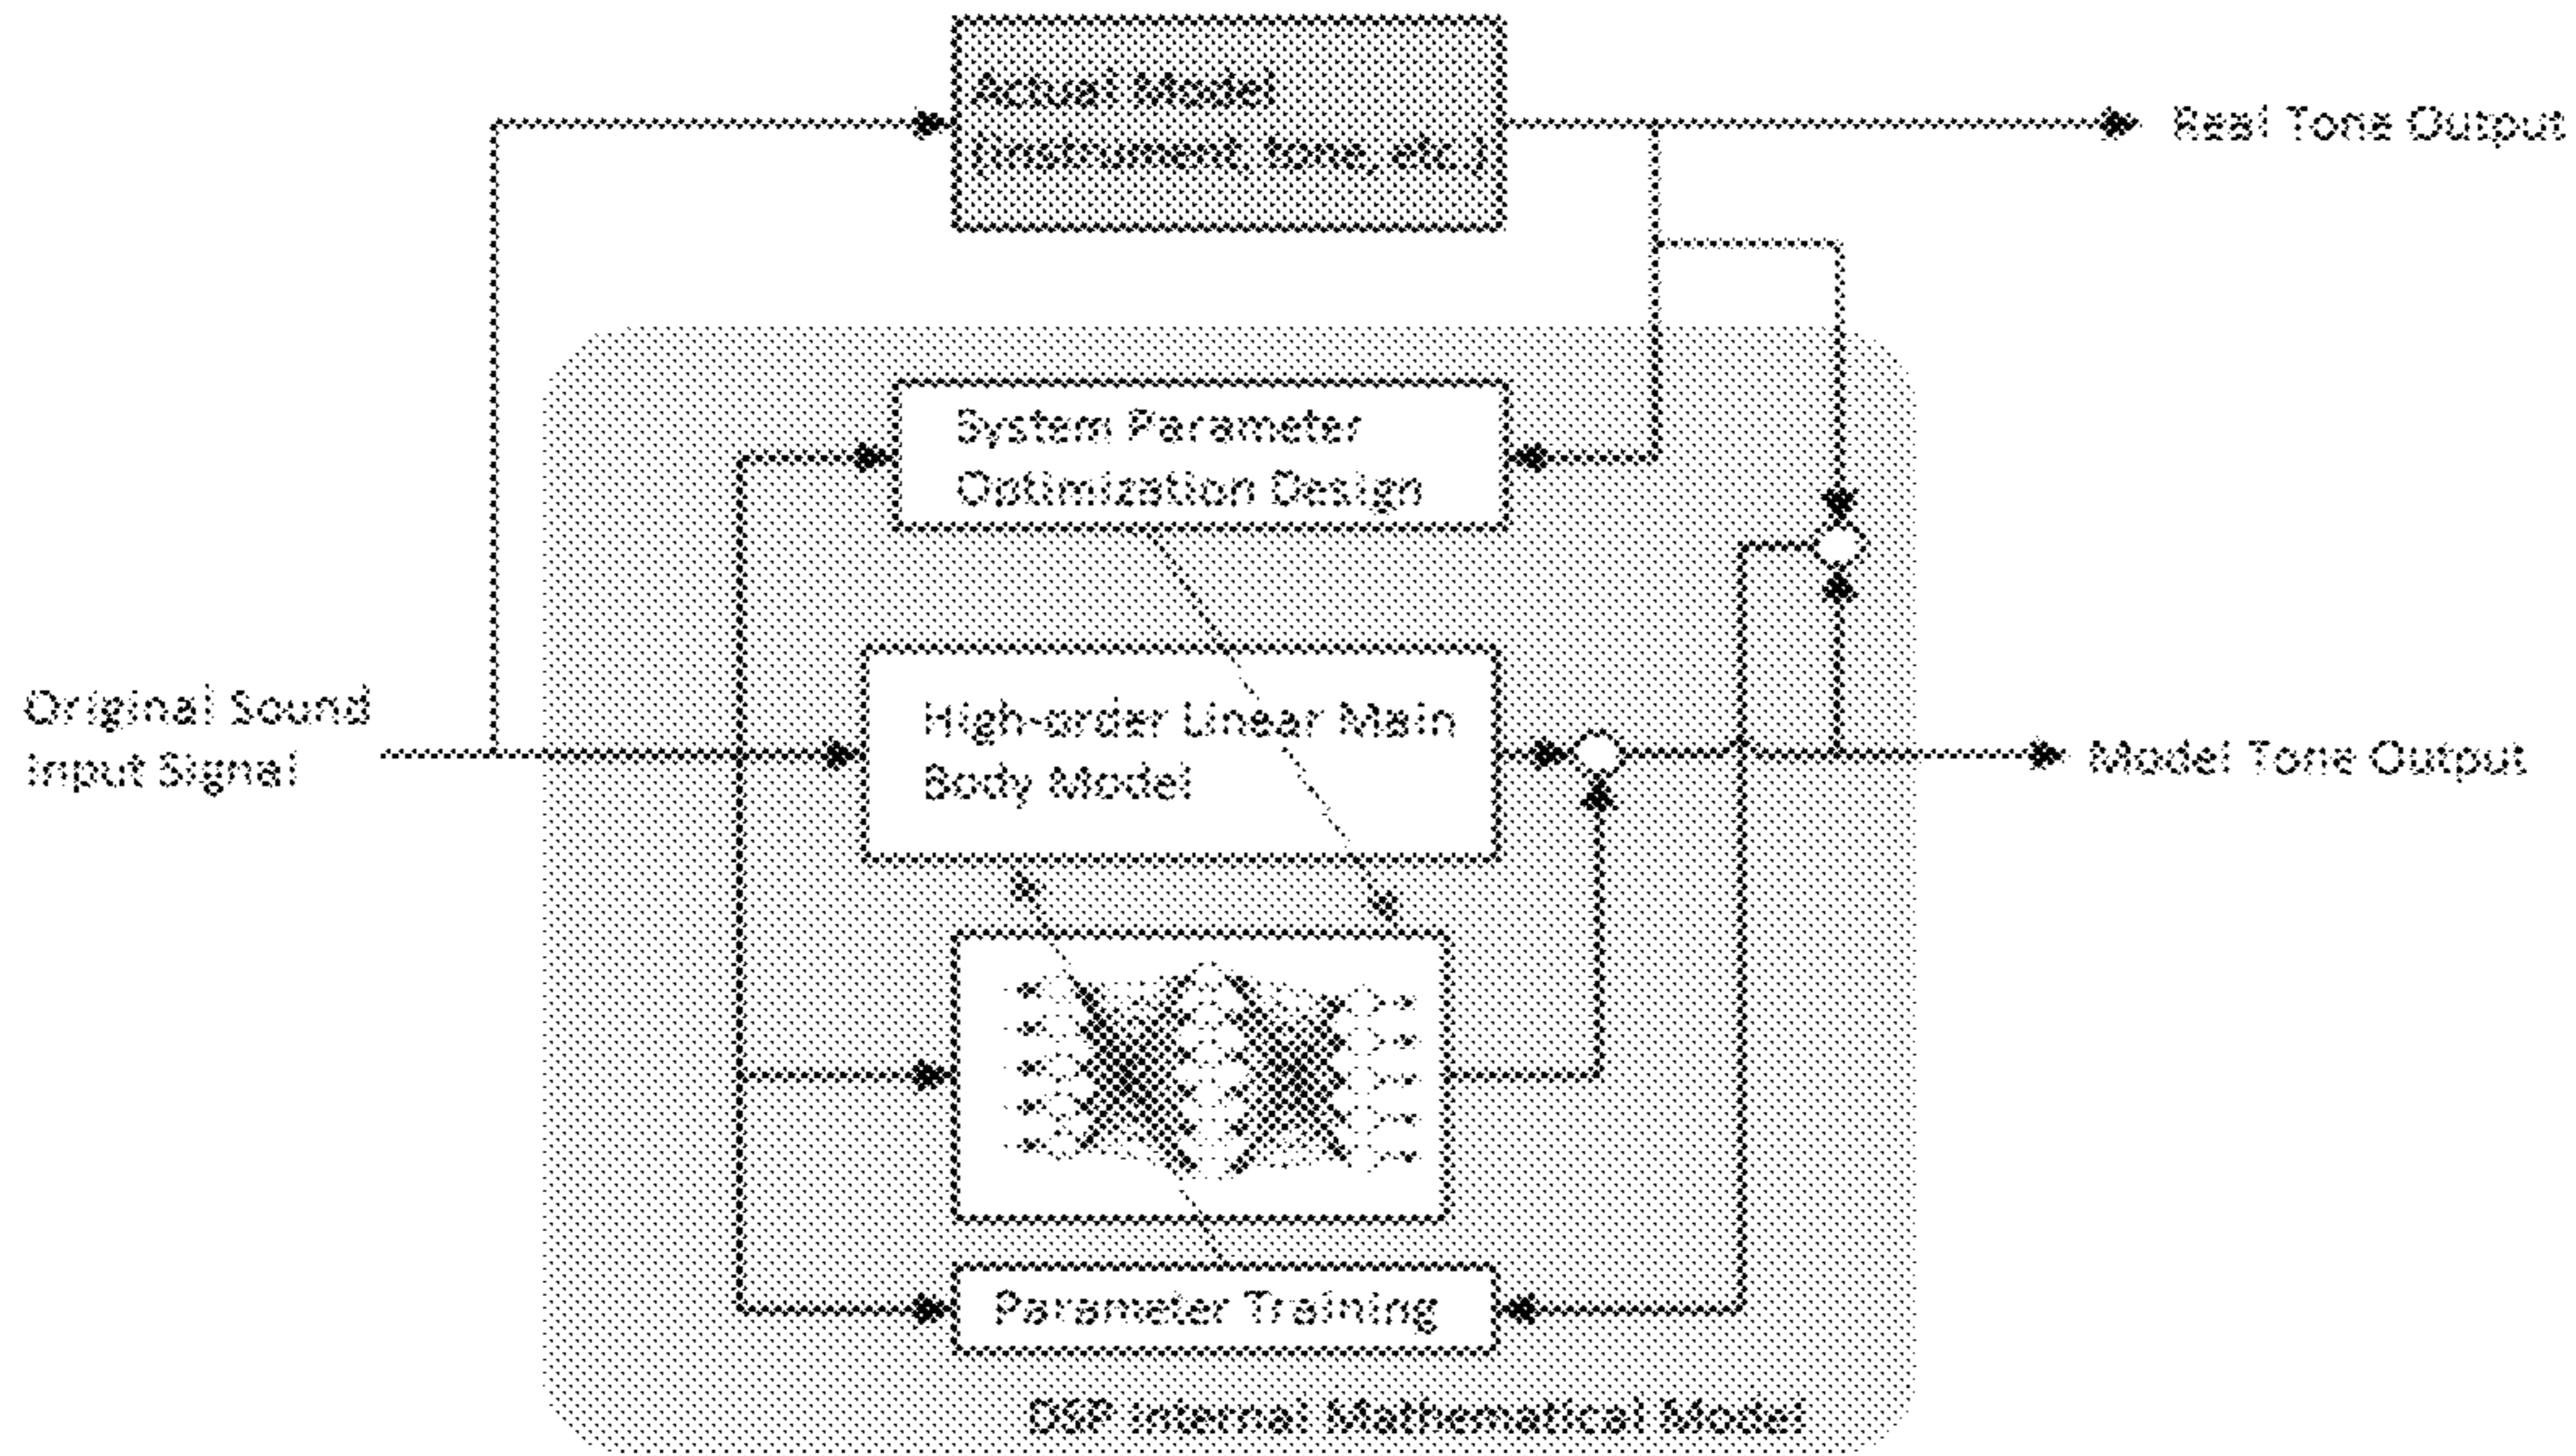 Actual Model
(instrument, tone, etc.)
Real Tone Output
System Parameter
Optimization Design
Original Sound
Input Signal
High-order Linear Main
Body Model
Model Tone Output
Parameter Training
DSP Internal Mathematical Model